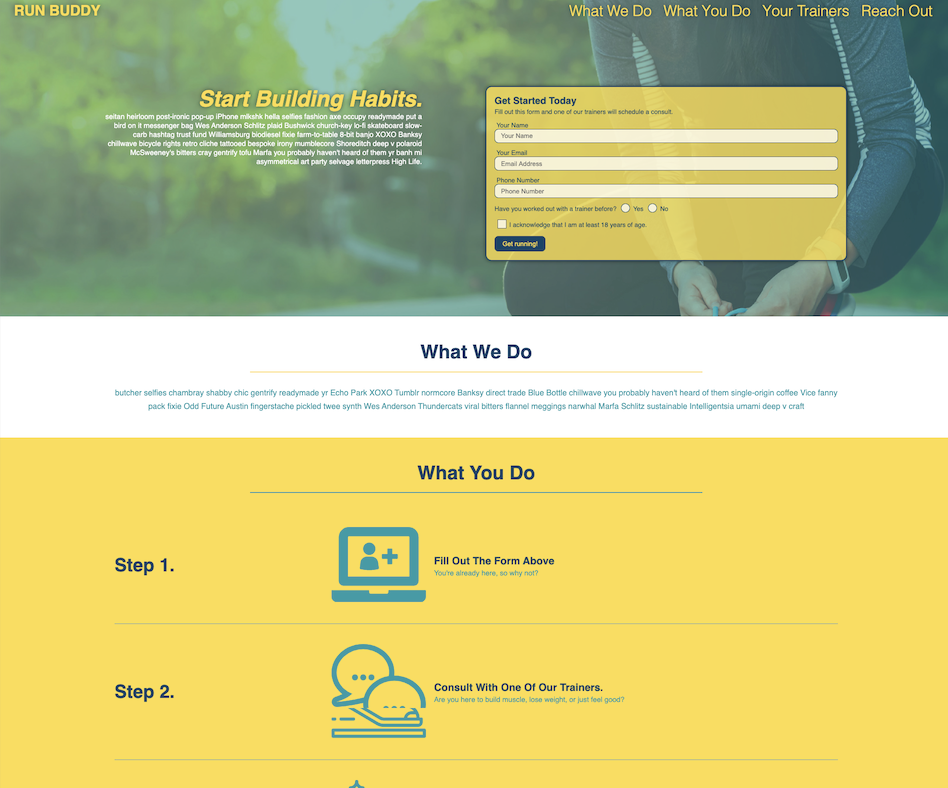 RUN BUDDY
What We Do What You Do Your Trainers Reach Out
Start Building Habits.
seitan heirloom post-ironic pop-up iPhone mlkshk hella selfies fashion axe occupy readymade put a
bird on it messenger bag Wes Anderson Schlitz plaid Bushwick church-key lo-fi skateboard slow-
carb hashtag trust fund Williamsburg biodiesel fixie farm-to-table 8-bit banjo XOXO Banksy
chillwave bicycle rights retro cliche tattooed bespoke irony mumblecore Shoreditch deep v polaroid
McSweeney's bitters cray gentrify tofu Marfa you probably haven't heard of them yr banh mi
asymmetrical art party selvage letterpress High Life.
Get Started Today
Fill out this form and one of our trainers will schedule a consult.
Your Name
Your Name
Your Email
Email Address
Phone Number
Phone Number
Have you worked out with a trainer before? Yes No
I acknowledge that I am at least 18 years of age.
Get running!
What We Do
butcher selfies chambray shabby chic gentrify readymade yr Echo Park XOXO Tumblr normcore Banksy direct trade Blue Bottle chillwave you probably haven't heard of them single-origin coffee Vice fanny
pack fixie Odd Future Austin fingerstache pickled twee synth Wes Anderson Thundercats viral bitters flannel meggings narwhal Marfa Schlitz sustainable Intelligentsia umami deep v craft
What You Do
Step 1.
Fill Out The Form Above
You're already here, so why not?
Step 2.
Consult With One Of Our Trainers.
Are you here to build muscle, lose weight, or just feel good?